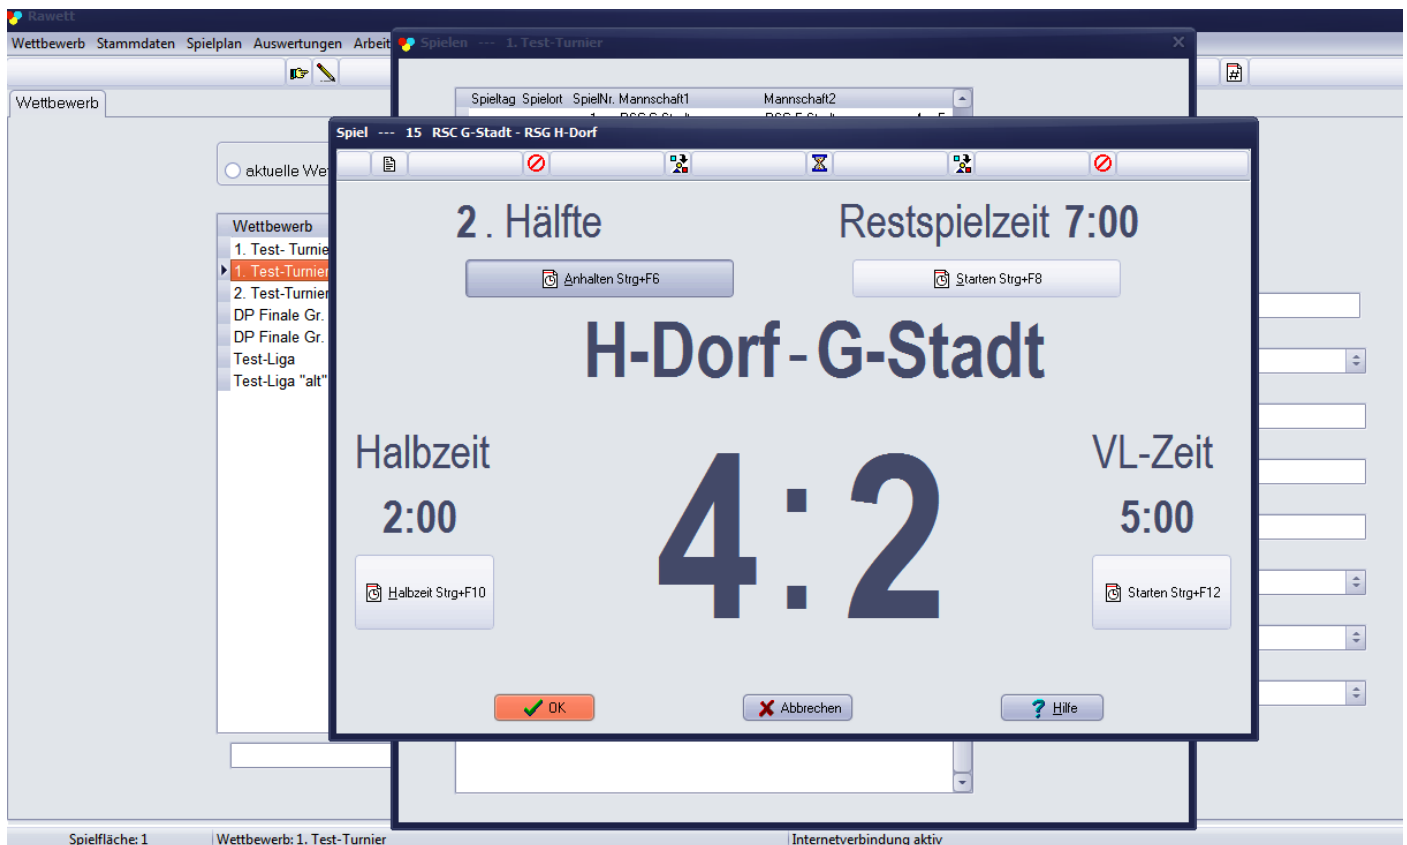 Rawett
Wettbewerb Stammdaten Spielplan Auswertungen Arbeit
Spielen --- 1. Test-Turnier
Wettbewerb
Spieltag Spielort SpielNr. Mannschaft1 Mannschaft2
Spiel --- 15 RSC G-Stadt - RSG H-Dorf
aktuelle Wet
2. Hälfte Restspielzeit 7:00
Anhalten Strg+F6 Starten Strg+F8
Wettbewerb
1. Test- Turnie
1. Test-Turnier
2. Test-Turnier
DP Finale Gr.
DP Finale Gr.
Test-Liga
Test-Liga "alt"
H-Dorf - G-Stadt
Halbzeit 4:2 VL-Zeit
2:00 5:00
Halbzeit Strg+F10 Starten Strg+F12
OK Abbrechen Hilfe
Spielfläche: 1 Wettbewerb: 1. Test-Turnier Internetverbindung aktiv